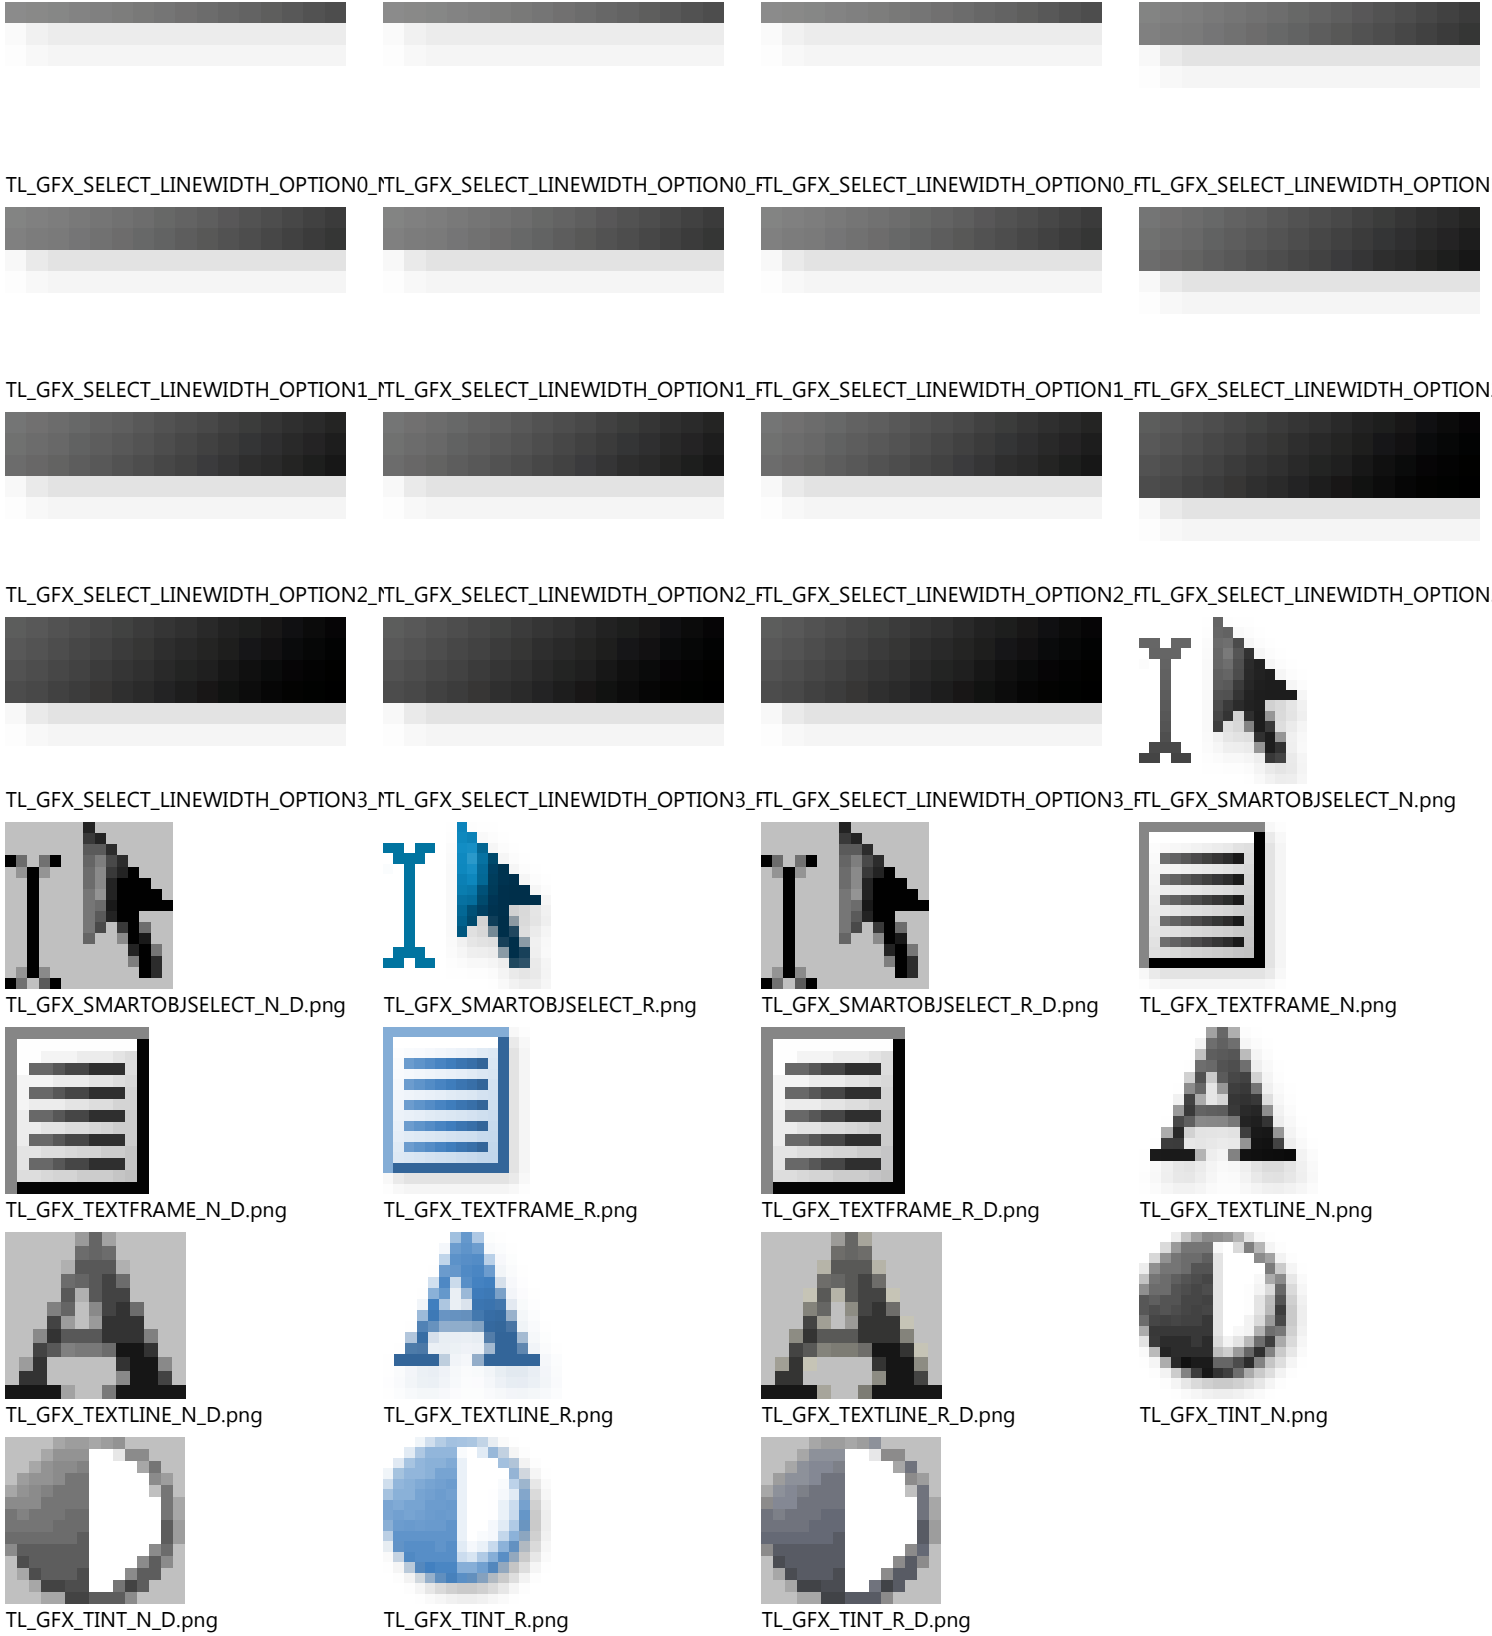 TL_GFX_SELECT_LINEWIDTH_OPTION0_ TL_GFX_SELECT_LINEWIDTH_OPTION0_ TL_GFX_SELECT_LINEWIDTH_OPTION0_ TL_GFX_SELECT_LINEWIDTH_OPTION
TL_GFX_SELECT_LINEWIDTH_OPTION1_ TL_GFX_SELECT_LINEWIDTH_OPTION1_ TL_GFX_SELECT_LINEWIDTH_OPTION1_ TL_GFX_SELECT_LINEWIDTH_OPTION
TL_GFX_SELECT_LINEWIDTH_OPTION2_ TL_GFX_SELECT_LINEWIDTH_OPTION2_ TL_GFX_SELECT_LINEWIDTH_OPTION2_ TL_GFX_SELECT_LINEWIDTH_OPTION
TL_GFX_SELECT_LINEWIDTH_OPTION3_ TL_GFX_SELECT_LINEWIDTH_OPTION3_ TL_GFX_SELECT_LINEWIDTH_OPTION3_ TL_GFX_SMARTOBJSELECT_N.png
TL_GFX_SMARTOBJSELECT_N_D.png TL_GFX_SMARTOBJSELECT_R.png TL_GFX_SMARTOBJSELECT_R_D.png TL_GFX_TEXTFRAME_N.png
TL_GFX_TEXTFRAME_N_D.png TL_GFX_TEXTFRAME_R.png TL_GFX_TEXTFRAME_R_D.png TL_GFX_TEXTLINE_N.png
TL_GFX_TEXTLINE_N_D.png TL_GFX_TEXTLINE_R.png TL_GFX_TEXTLINE_R_D.png TL_GFX_TINT_N.png
TL_GFX_TINT_N_D.png TL_GFX_TINT_R.png TL_GFX_TINT_R_D.png